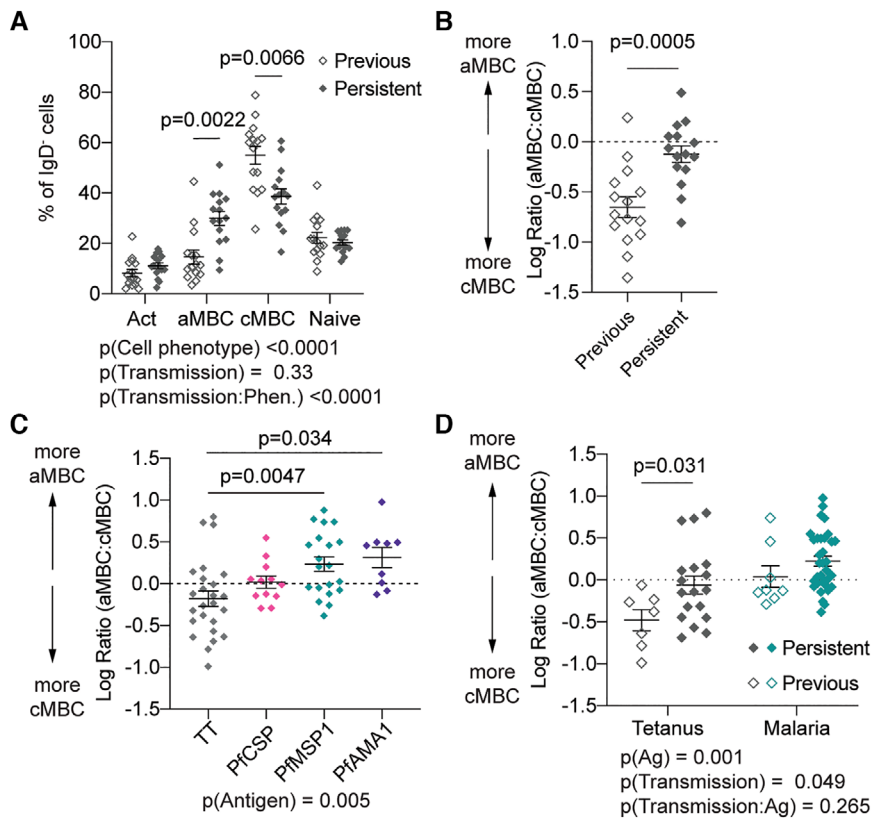 A
% of IgD- cells
100
80
60
40
20
0
p=0.0066
p=0.0022
Previous
Persistent
Act aMBC cMBC Naive
p(Cell phenotype) <0.0001
p(Transmission) = 0.33
p(Transmission:Phen.) <0.0001
B
more
aMBC
more
cMBC
Log Ratio (aMBC:cMBC)
1.0
0.5
0.0
-0.5
-1.0
-1.5
p=0.0005
Previous
Persistent
C
more
aMBC
more
cMBC
Log Ratio (aMBC:cMBC)
1.5
1.0
0.5
0.0
-0.5
-1.0
-1.5
p=0.034
p=0.0047
TT
PfCSP
PfMSP1
PfAMA1
p(Antigen) = 0.005
D
more
aMBC
more
cMBC
Log Ratio (aMBC:cMBC)
1.5
1.0
0.5
0.0
-0.5
-1.0
-1.5
p=0.031
Persistent
Previous
Tetanus Malaria
p(Ag) = 0.001
p(Transmission) = 0.049
p(Transmission:Ag) = 0.265